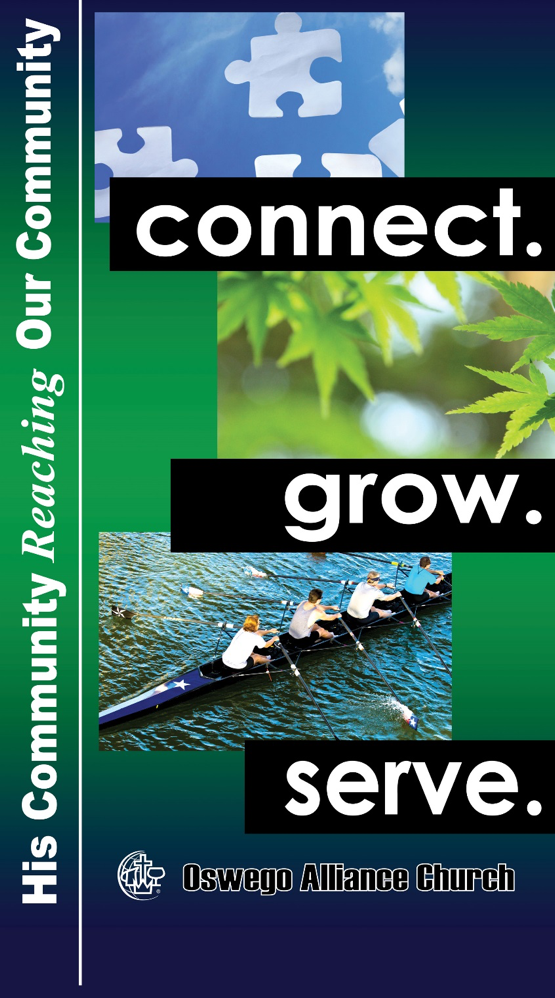 His Community Reaching Our Community
connect.
grow.
serve.
Oswego Alliance Church